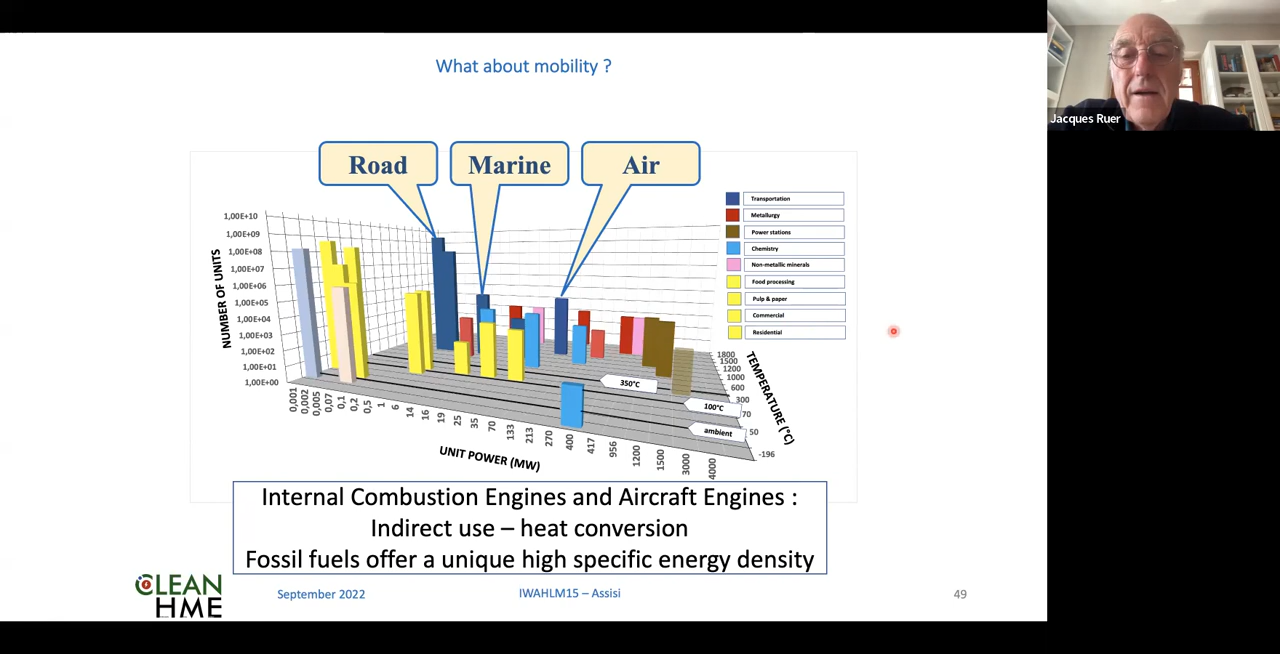 What about mobility ?
Jacques Ruer
Road
Marine
Air
1,00E+10
1,00E+09
1,00E+08
1,00E+07
1,00E+06
1,00E+05
1,00E+04
1,00E+03
1,00E+02
1,00E+01
1,00E+00
NUMBER OF UNITS
Transportation
Metallurgy
Power stations
Chemistry
Non-metallic minerals
Food processing
Pulp & paper
Commercial
Residential
0,001
0,002
0,005
0,07
0,1
0,2
0,5
1
6
14
16
19
25
35
70
133
213
270
400
417
956
1200
1500
3000
4000
UNIT POWER (MW)
1800
1500
1200
1000
600
300
70
50
-196
TEMPERATURE (°C)
350°C
100°C
ambient
Internal Combustion Engines and Aircraft Engines :
Indirect use – heat conversion
Fossil fuels offer a unique high specific energy density
CLEAN
HME
September 2022
IWAHLM15 – Assisi
49